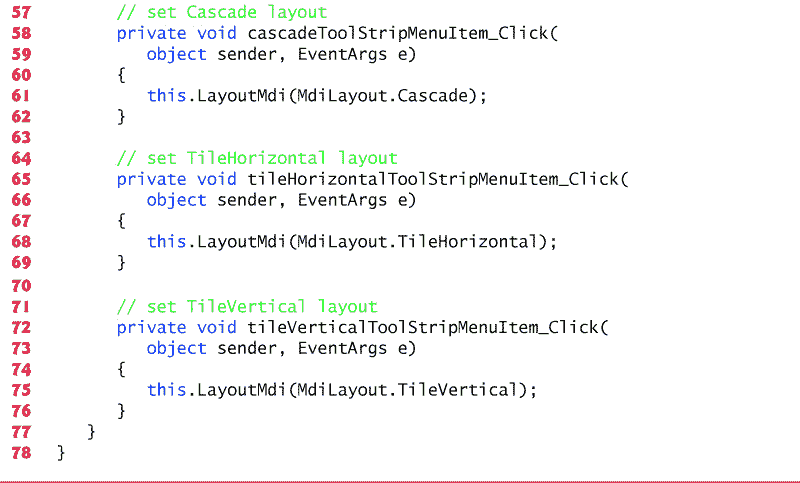 57 // set Cascade layout
58 private void cascadeToolStripMenuItem_Click(
59 object sender, EventArgs e)
60 {
61 this.LayoutMdi(MdiLayout.Cascade);
62 }
63
64 // set TileHorizontal layout
65 private void tileHorizontalToolStripMenuItem_Click(
66 object sender, EventArgs e)
67 {
68 this.LayoutMdi(MdiLayout.TileHorizontal);
69 }
70
71 // set TileVertical layout
72 private void tileVerticalToolStripMenuItem_Click(
73 object sender, EventArgs e)
74 {
75 this.LayoutMdi(MdiLayout.TileVertical);
76 }
77 }
78 }